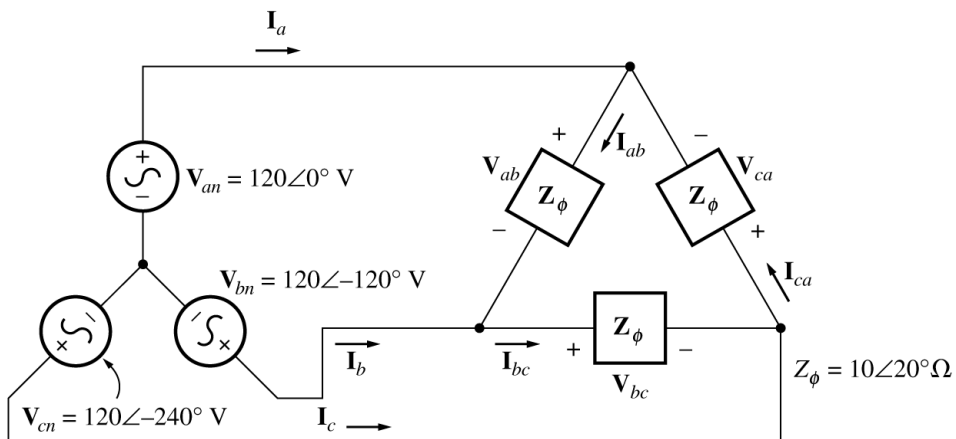 I_a
+
V_an = 120∠0° V
–
V_bn = 120∠–120° V
–
+
–
+
V_cn = 120∠–240° V
I_b
I_c
+
V_ab
–
Z_ϕ
I_ab
–
V_ca
+
Z_ϕ
I_ca
I_bc
+
Z_ϕ
–
V_bc
Z_ϕ = 10∠20°Ω